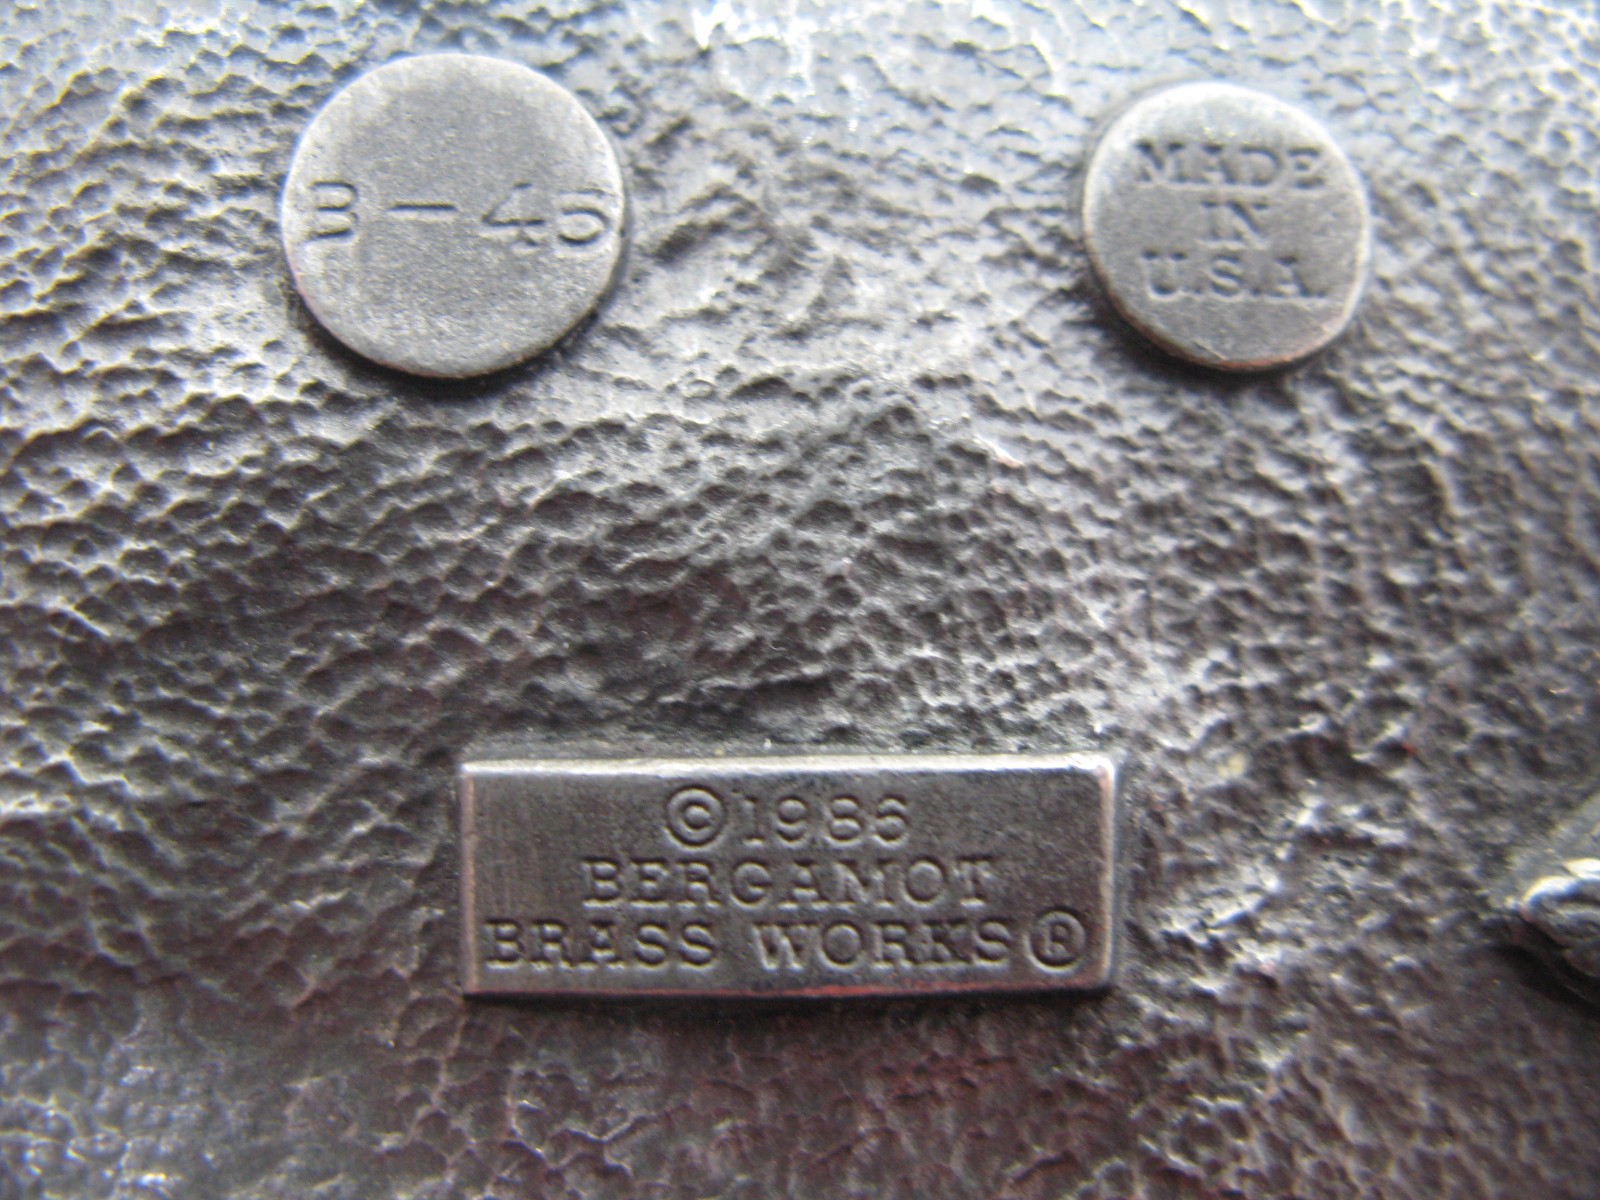 B-45
MADE
IN
U.S.A.
©1986
BERGAMOT
BRASS WORKS®